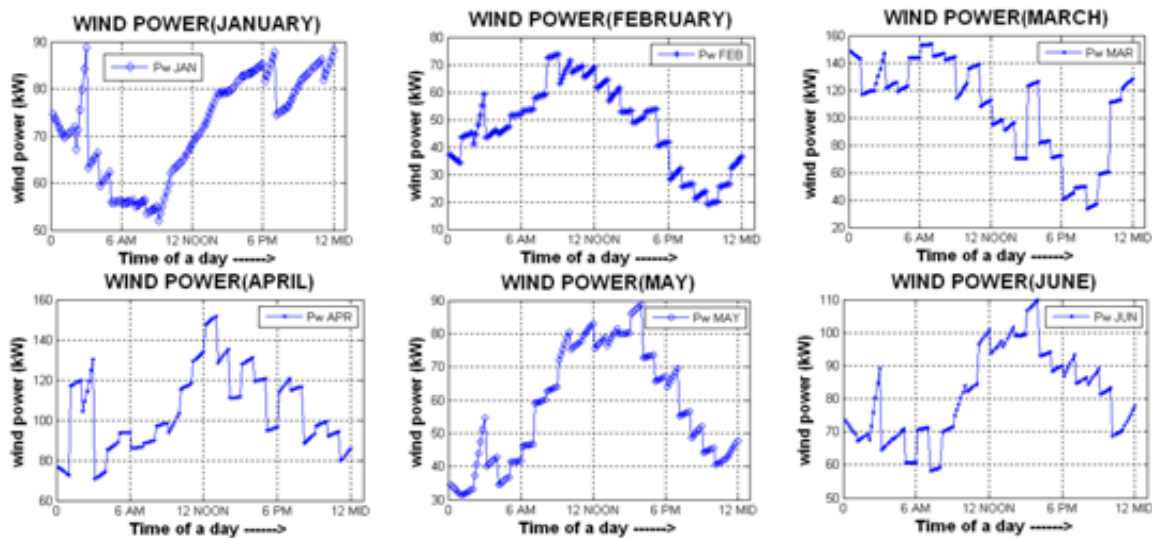 WIND POWER(JANUARY)
90
80
70
60
50
wind power (kW)
Pw JAN
0
6 AM
12 NOON
6 PM
12 MID
Time of a day ------>
WIND POWER(FEBRUARY)
80
70
60
50
40
30
20
10
wind power (kW)
Pw FEB
0
6 AM
12 NOON
6 PM
12 MID
Time of a day ------>
WIND POWER(MARCH)
160
140
120
100
80
60
40
20
wind power (kW)
Pw MAR
0
6 AM
12 NOON
6 PM
12 MID
Time of a day ------>
WIND POWER(APRIL)
160
140
120
100
80
60
wind power (kW)
Pw APR
0
6 AM
12 NOON
6 PM
12 MID
Time of a day ------>
WIND POWER(MAY)
90
80
70
60
50
40
30
wind power (kW)
Pw MAY
0
6 AM
12 NOON
6 PM
12 MID
Time of a day ------>
WIND POWER(JUNE)
110
100
90
80
70
60
50
wind power (kW)
Pw JUN
0
6 AM
12 NOON
6 PM
12 MID
Time of a day ------>